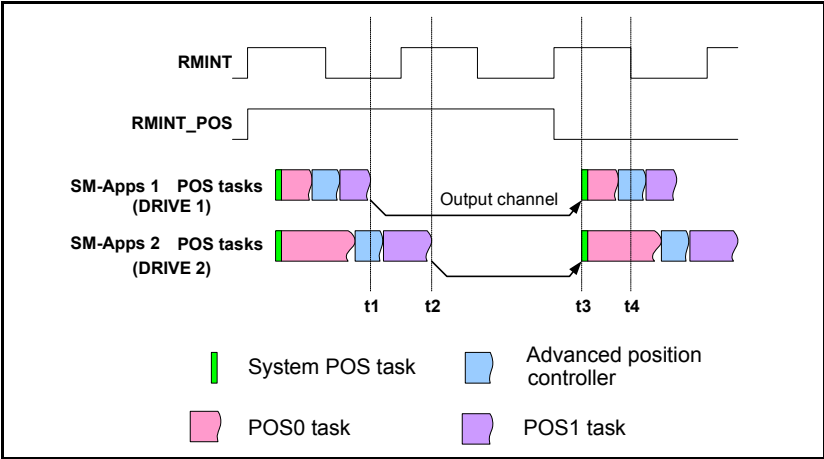 RMINT
RMINT_POS
SM-Apps 1 POS tasks
(DRIVE 1)
Output channel
SM-Apps 2 POS tasks
(DRIVE 2)
t1 t2 t3 t4
System POS task
Advanced position
controller
POS0 task
POS1 task